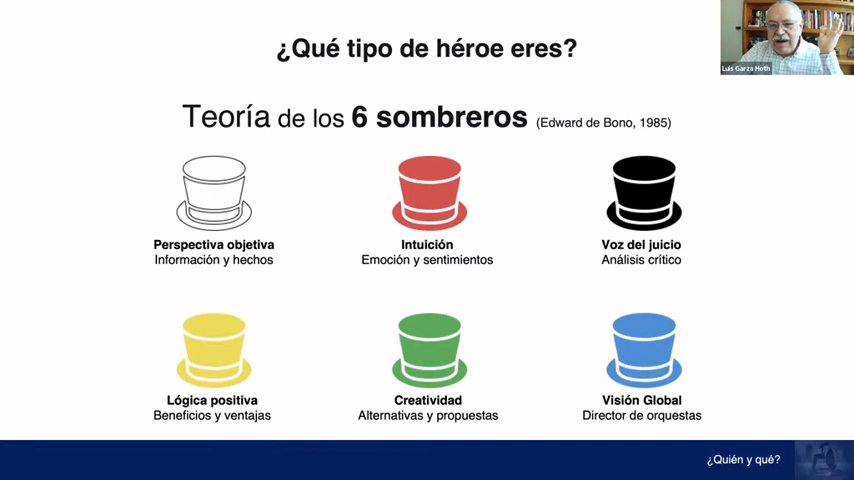 ¿Qué tipo de héroe eres?
Luis Garza Hoth
Teoría de los 6 sombreros (Edward de Bono, 1985)
Perspectiva objetiva
Información y hechos
Intuición
Emoción y sentimientos
Voz del juicio
Análisis crítico
Lógica positiva
Beneficios y ventajas
Creatividad
Alternativas y propuestas
Visión Global
Director de orquestas
¿Quién y qué?